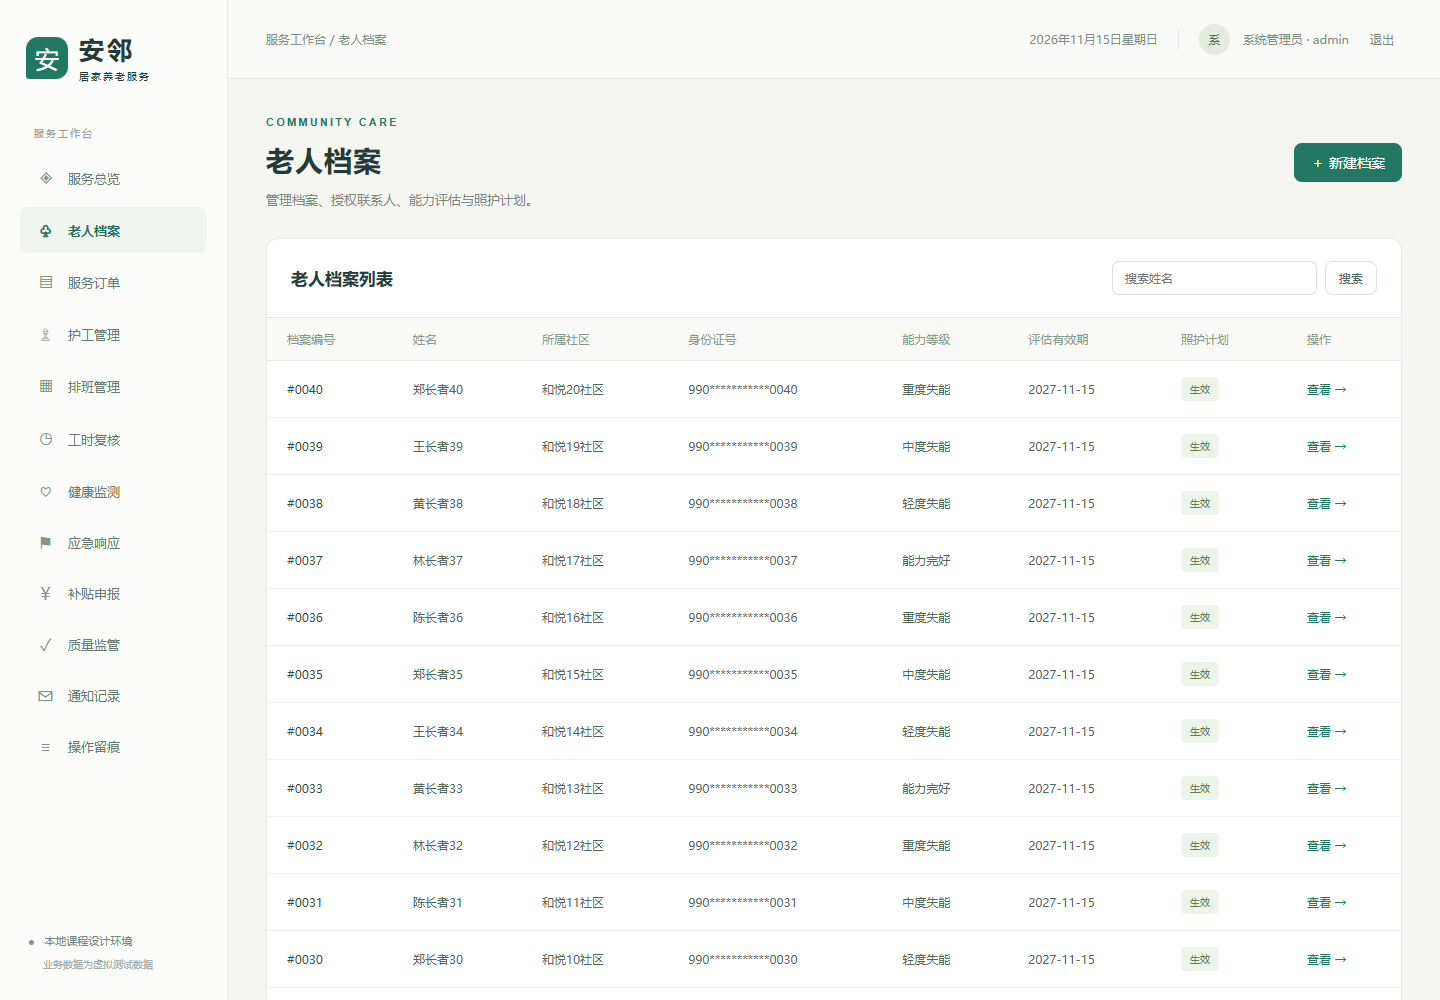 安 安邻
居家养老服务
服务工作台
服务总览
老人档案
服务订单
护工管理
排班管理
工时复核
健康监测
应急响应
¥ 补贴申报
质量监管
通知记录
操作留痕
本地课程设计环境
业务数据为虚拟测试数据
服务工作台 / 老人档案 2026年11月15日星期日 系 系统管理员 · admin 退出
COMMUNITY CARE
老人档案
管理档案、授权联系人、能力评估与照护计划。
+ 新建档案
老人档案列表 搜索姓名 搜索
档案编号 姓名 所属社区 身份证号 能力等级 评估有效期 照护计划 操作
#0040 郑长者40 和悦20社区 990***********0040 重度失能 2027-11-15 生效 查看 →
#0039 王长者39 和悦19社区 990***********0039 中度失能 2027-11-15 生效 查看 →
#0038 黄长者38 和悦18社区 990***********0038 轻度失能 2027-11-15 生效 查看 →
#0037 林长者37 和悦17社区 990***********0037 能力完好 2027-11-15 生效 查看 →
#0036 陈长者36 和悦16社区 990***********0036 重度失能 2027-11-15 生效 查看 →
#0035 郑长者35 和悦15社区 990***********0035 中度失能 2027-11-15 生效 查看 →
#0034 王长者34 和悦14社区 990***********0034 轻度失能 2027-11-15 生效 查看 →
#0033 黄长者33 和悦13社区 990***********0033 能力完好 2027-11-15 生效 查看 →
#0032 林长者32 和悦12社区 990***********0032 重度失能 2027-11-15 生效 查看 →
#0031 陈长者31 和悦11社区 990***********0031 中度失能 2027-11-15 生效 查看 →
#0030 郑长者30 和悦10社区 990***********0030 轻度失能 2027-11-15 生效 查看 →